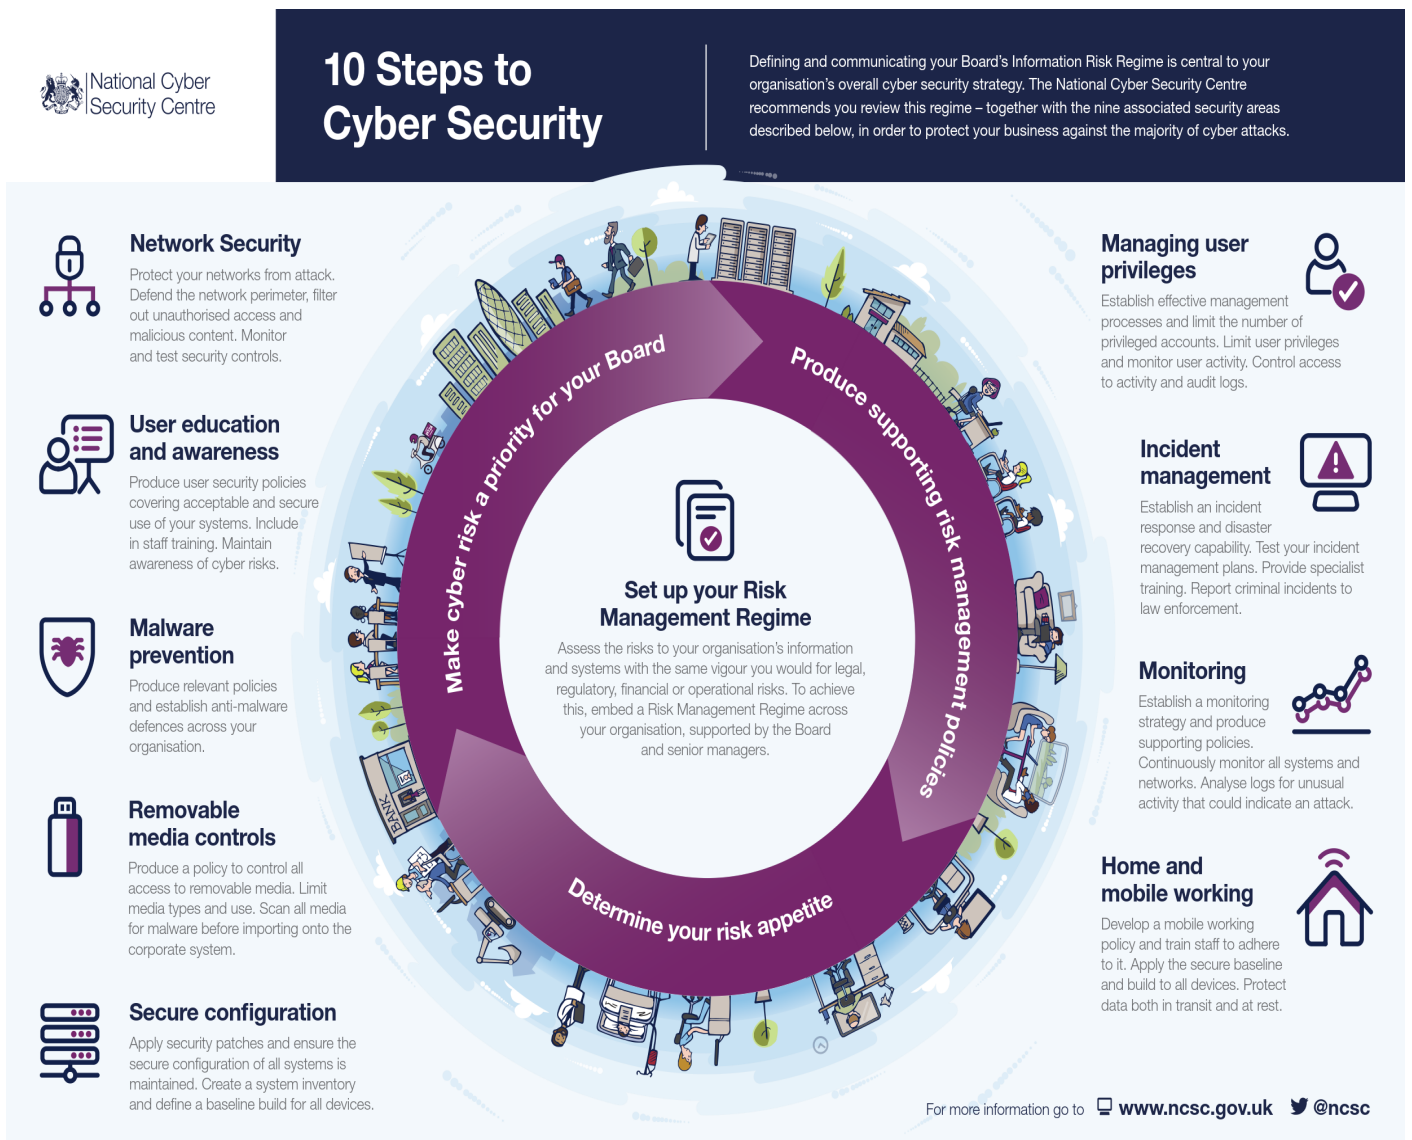 National Cyber
Security Centre
10 Steps to
Cyber Security
Defining and communicating your Board's Information Risk Regime is central to your
organisation's overall cyber security strategy. The National Cyber Security Centre
recommends you review this regime – together with the nine associated security areas
described below, in order to protect your business against the majority of cyber attacks.
Network Security
Protect your networks from attack.
Defend the network perimeter, filter
out unauthorised access and
malicious content. Monitor
and test security controls.
User education
and awareness
Produce user security policies
covering acceptable and secure
use of your systems. Include
in staff training. Maintain
awareness of cyber risks.
Malware
prevention
Produce relevant policies
and establish anti-malware
defences across your
organisation.
Removable
media controls
Produce a policy to control all
access to removable media. Limit
media types and use. Scan all media
for malware before importing onto the
corporate system.
Secure configuration
Apply security patches and ensure the
secure configuration of all systems is
maintained. Create a system inventory
and define a baseline build for all devices.
Make cyber risk a priority for your Board
Produce supporting risk management policies
Determine your risk appetite
BANK
Set up your Risk
Management Regime
Assess the risks to your organisation's information
and systems with the same vigour you would for legal,
regulatory, financial or operational risks. To achieve
this, embed a Risk Management Regime across
your organisation, supported by the Board
and senior managers.
Managing user
privileges
Establish effective management
processes and limit the number of
privileged accounts. Limit user privileges
and monitor user activity. Control access
to activity and audit logs.
Incident
management
Establish an incident
response and disaster
recovery capability. Test your incident
management plans. Provide specialist
training. Report criminal incidents to
law enforcement.
Monitoring
Establish a monitoring
strategy and produce
supporting policies.
Continuously monitor all systems and
networks. Analyse logs for unusual
activity that could indicate an attack.
Home and
mobile working
Develop a mobile working
policy and train staff to adhere
to it. Apply the secure baseline
and build to all devices. Protect
data both in transit and at rest.
For more information go to www.ncsc.gov.uk @ncsc